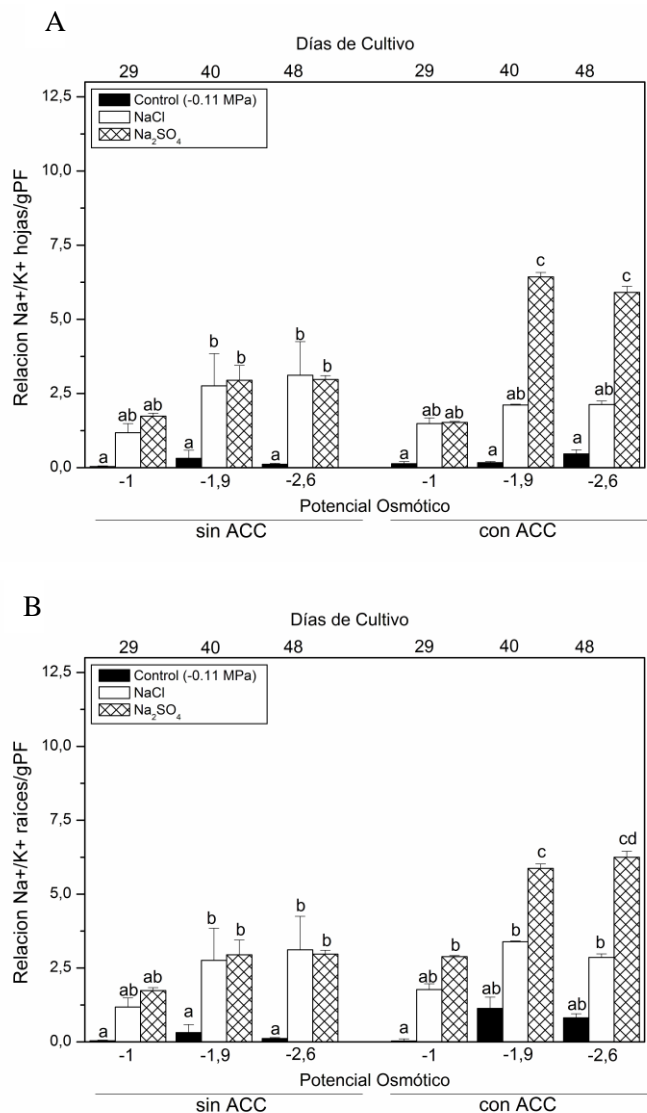 A
Días de Cultivo
29 40 48 29 40 48
12,5
10,0
7,5
5,0
2,5
0,0
Relacion Na+/K+ hojas/gPF
Control (-0.11 MPa)
NaCl
Na₂SO₄
a ab ab a b b a b b a ab ab a ab c a ab c
-1 -1,9 -2,6 -1 -1,9 -2,6
Potencial Osmótico
sin ACC con ACC
B
Días de Cultivo
29 40 48 29 40 48
12,5
10,0
7,5
5,0
2,5
0,0
Relacion Na+/K+ raíces/gPF
Control (-0.11 MPa)
NaCl
Na₂SO₄
a ab ab a b b a b b a ab b ab b c ab b cd
-1 -1,9 -2,6 -1 -1,9 -2,6
Potencial Osmótico
sin ACC con ACC